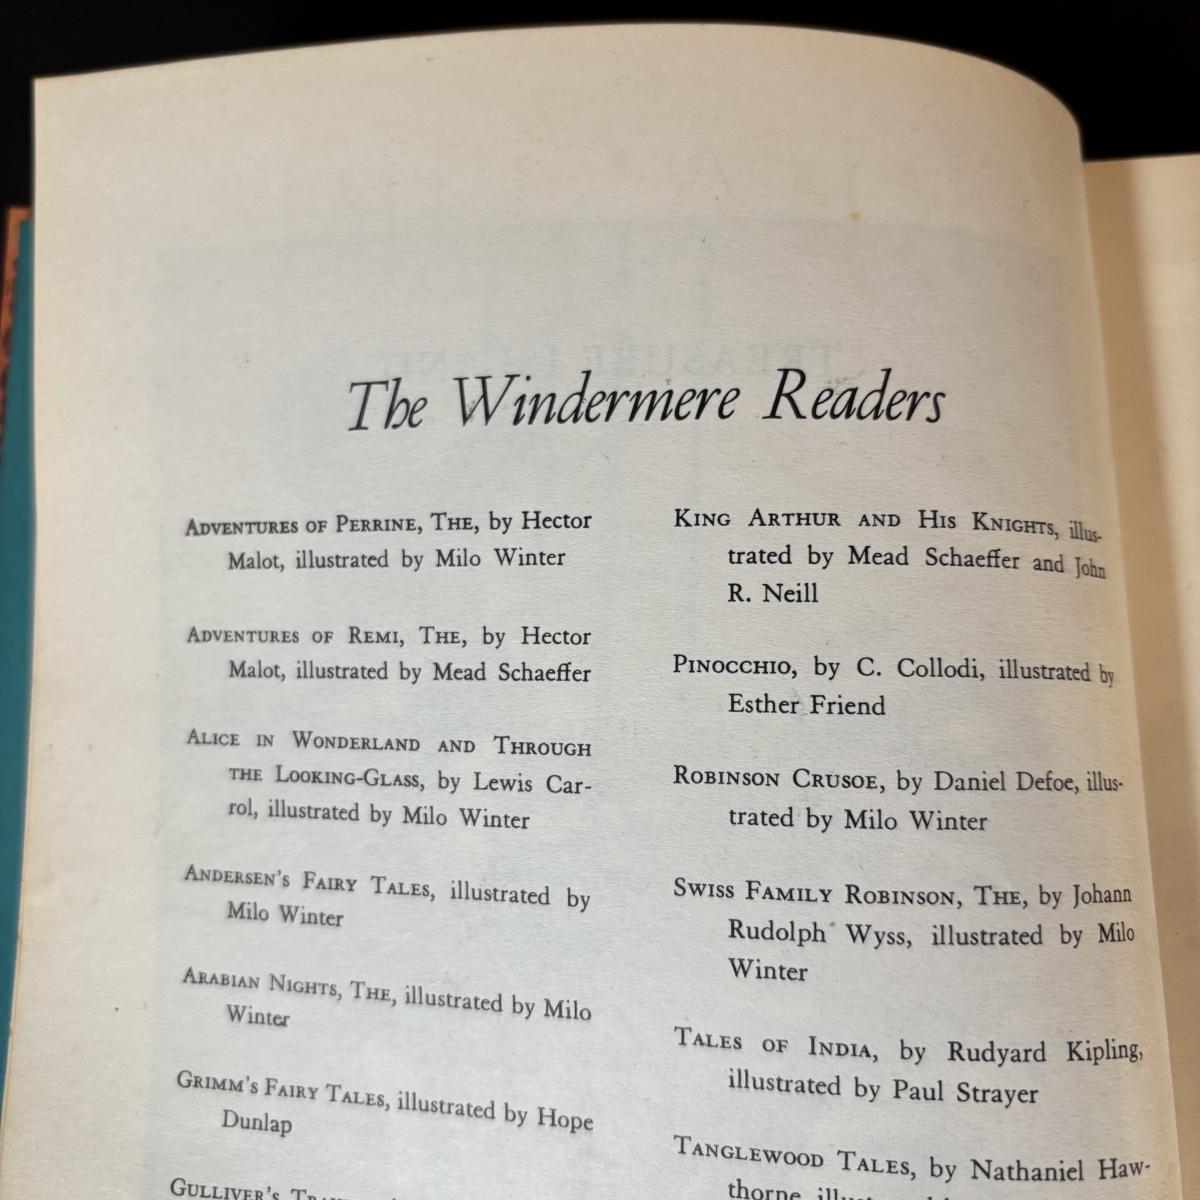 The Windermere Readers
ADVENTURES OF PERRINE, THE, by Hector
Malot, illustrated by Milo Winter
ADVENTURES OF REMI, THE, by Hector
Malot, illustrated by Mead Schaeffer
ALICE IN WONDERLAND AND THROUGH
THE LOOKING-GLASS, by Lewis Car-
rol, illustrated by Milo Winter
ANDERSEN'S FAIRY TALES, illustrated by
Milo Winter
ARABIAN NIGHTS, THE, illustrated by Milo
Winter
GRIMM'S FAIRY TALES, illustrated by Hope
Dunlap
GULLIVER'S
KING ARTHUR AND HIS KNIGHTS, illus-
trated by Mead Schaeffer and John
R. Neill
PINOCCHIO, by C. Collodi, illustrated by
Esther Friend
ROBINSON CRUSOE, by Daniel Defoe, illus-
trated by Milo Winter
SWISS FAMILY ROBINSON, THE, by Johann
Rudolph Wyss, illustrated by Milo
Winter
TALES OF INDIA, by Rudyard Kipling,
illustrated by Paul Strayer
TANGLEWOOD TALES, by Nathaniel Haw-
thorne